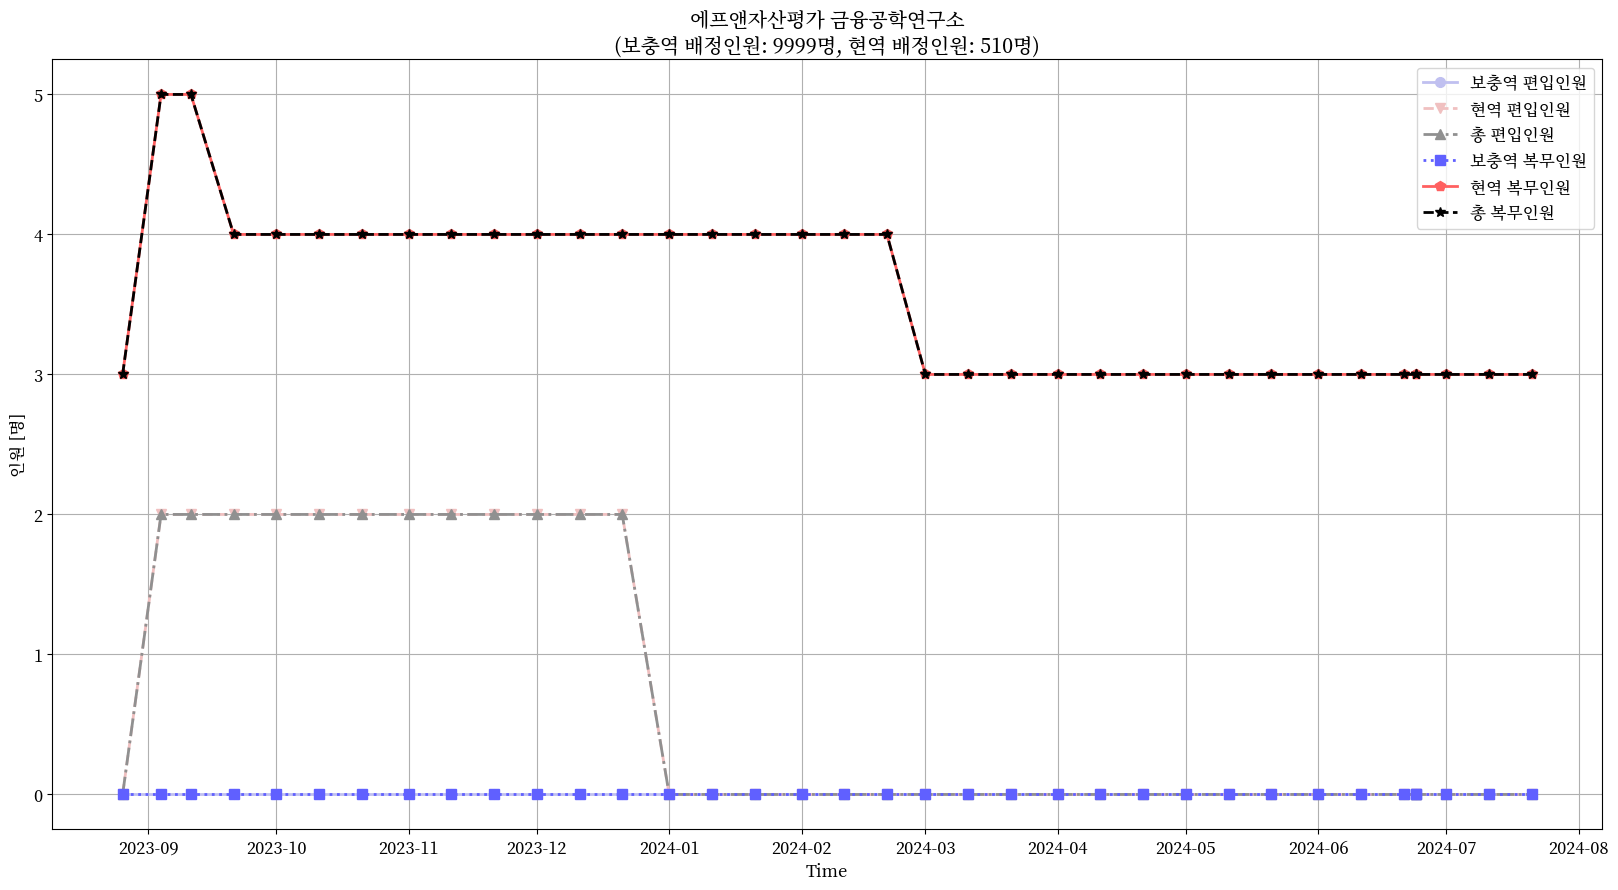 에프앤자산평가 금융공학연구소
(보충역 배정인원: 9999명, 현역 배정인원: 510명)
보충역 편입인원
현역 편입인원
총 편입인원
보충역 복무인원
현역 복무인원
총 복무인원
인원 [명]
5
4
3
2
1
0
2023-09
2023-10
2023-11
2023-12
2024-01
2024-02
2024-03
2024-04
2024-05
2024-06
2024-07
2024-08
Time